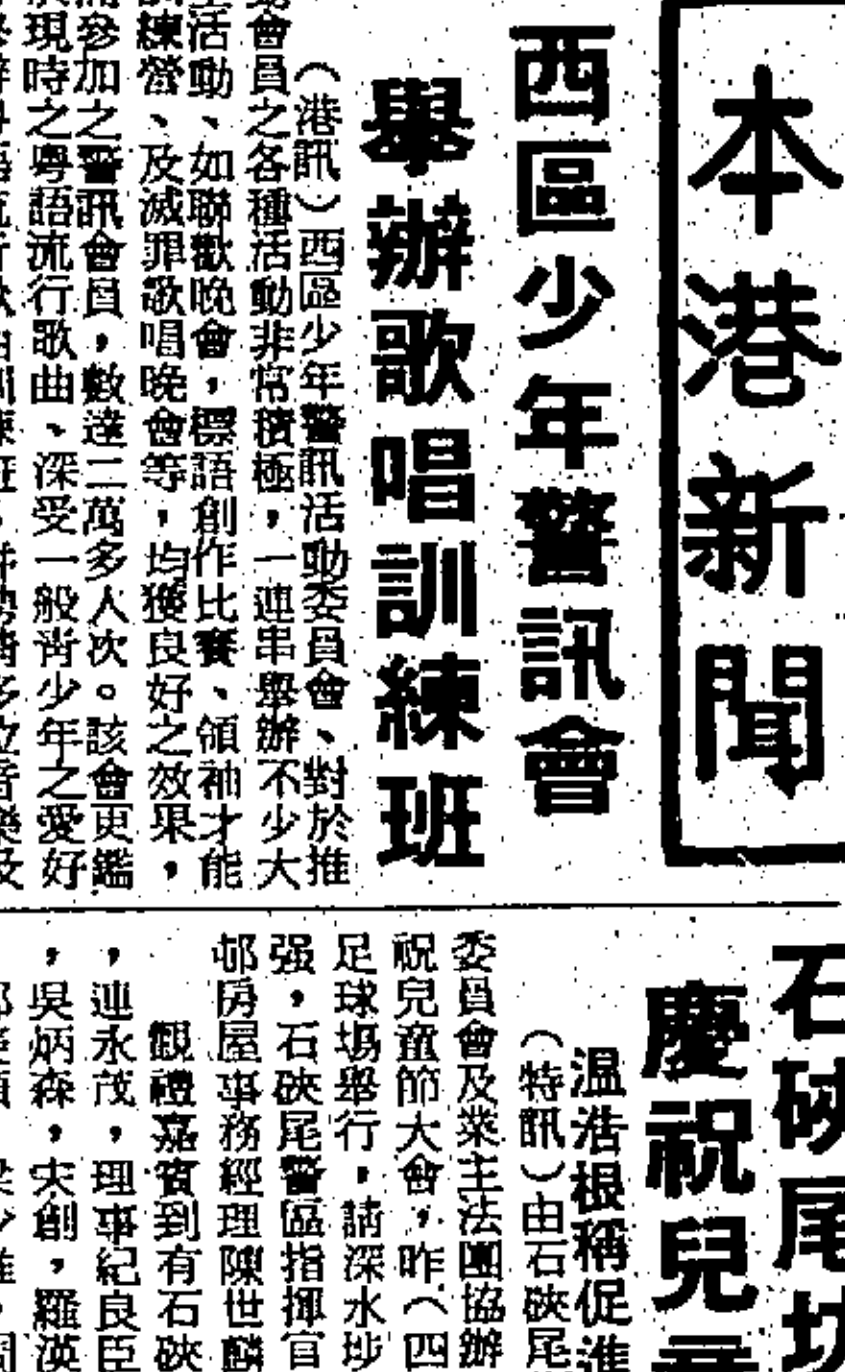 本港新聞
西區少年警訊會
舉辦歌唱訓練班
（港訊）西區少年警訊活動委員會、對於推
會員之各種活動非常積極，一連串舉辦不少大
活動、如聯歡晚會，標語創作比賽、領袖才能
練營、及滅罪歌唱晚會等，均獲良好之效果，
參加之警訊會員，數達二萬多人次。該會更鑑
現時之粵語流行歌曲、深受一般青少年之愛好
石硤尾坊
慶祝兒
温浩根稱促進
（特訊）由石硤尾
委員會及業主法團協辦
祝兒童節大會，昨（四
足球場舉行，請深水埗
强，石硤尾警區指揮官
邨房屋事務經理陳世麟
觀禮嘉賓到有石硤
，連永茂，理事紀良臣
，吳炳森，宋創，羅漢